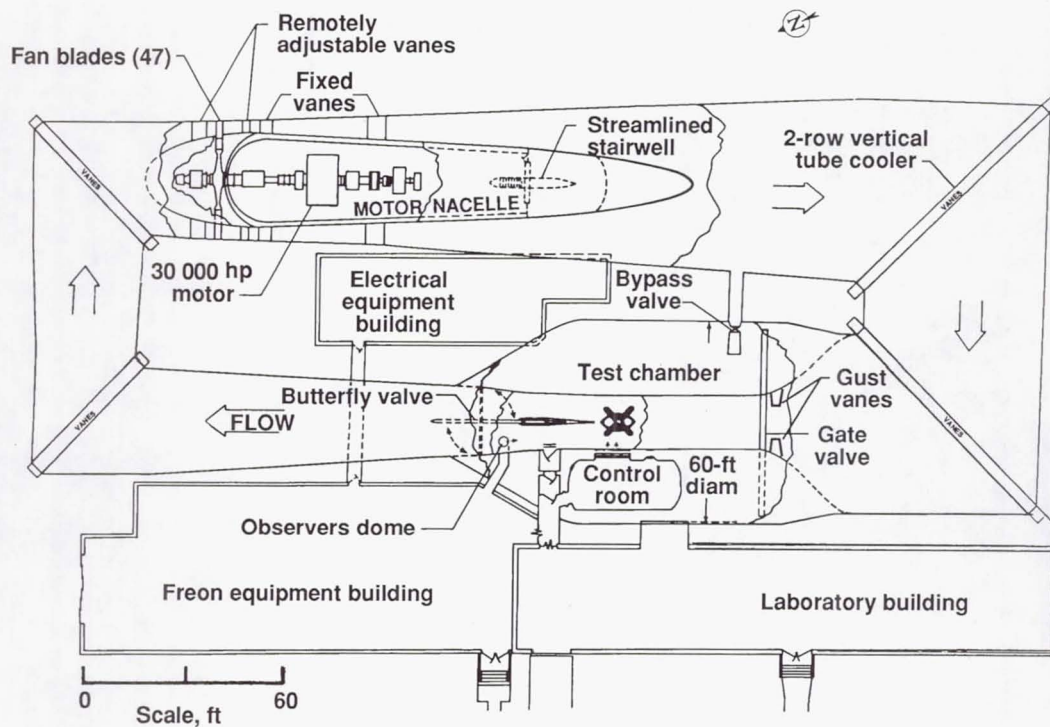 N
Remotely
adjustable vanes
Fan blades (47)
Fixed
vanes
Streamlined
stairwell
2-row vertical
tube cooler
VANES
VANES
MOTOR NACELLE
30 000 hp
motor
Electrical
equipment
building
Bypass
valve
Test chamber
Gust
vanes
Butterfly valve
FLOW
Gate
valve
VANES
VANES
Control
room
60-ft
diam
Observers dome
Freon equipment building
Laboratory building
0 60
Scale, ft